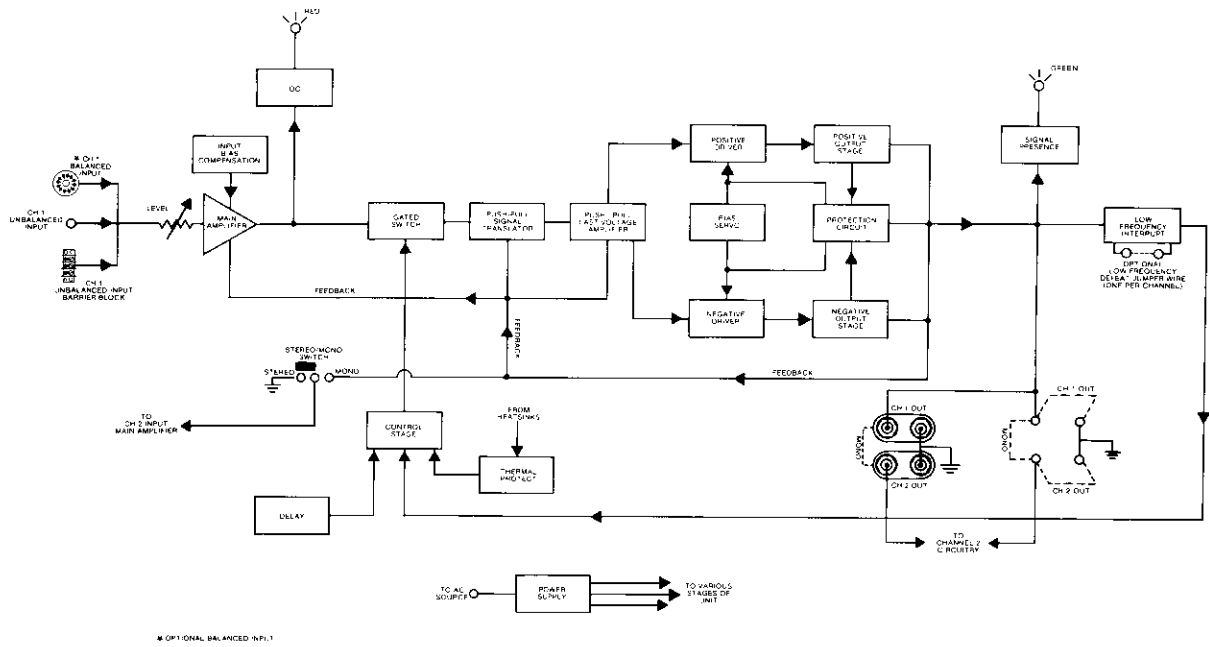 RED
GREEN
INPUT
BIAS
COMPENSATION
POSITIVE
DRIVER
POSITIVE
OUTPUT
STAGE
SIGNAL
PRESENCE
BALANCED
INPUT
CH 1
UNBALANCED
INPUT
LEVEL
MAIN
AMPLIFIER
GATED
SWITCH
PUSH-PULL
SIGNAL
TRANSLATOR
PUSH-PULL
LAST VOLTAGE
AMPLIFIER
BIAS
SERVO
PROTECTION
CIRCUIT
LOW
FREQUENCY
INTERRUPT
OPTIONAL
LOW FREQUENCY
DEFEAT JUMPER WIRE
(ONE PER CHANNEL)
CH 1
UNBALANCED INPUT
BARRIER BLOCK
FEEDBACK
NEGATIVE
DRIVER
NEGATIVE
OUTPUT
STAGE
FEEDBACK
STEREO/MONO
SWITCH
STEREO
MONO
FEEDBACK
TO
CH 2 INPUT
MAIN AMPLIFIER
CONTROL
STAGE
FROM
HEATSINKS
THERMAL
PROTECT
DELAY
CH 1 OUT
MONO
CH 2 OUT
CH 1 OUT
MONO
CH 2 OUT
TO
CHANNEL 2
CIRCUITRY
TO AC
SOURCE
POWER
SUPPLY
TO VARIOUS
STAGES OF
UNIT
* OPTIONAL BALANCED INPUT